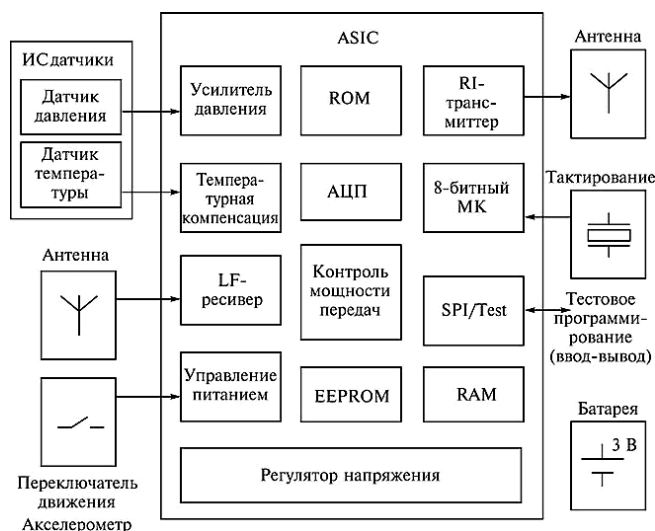 ASIC
ИС датчики
Датчик
давления
Датчик
темпера-
туры
Антенна
Переключатель
движения
Акселерометр
Усилитель
давления
ROM
RI-
транс-
миттер
Темпера-
турная
компенсация
АЦП
8-битный
МК
LF-
ресивер
Контроль
мощности
передач
SPI/Test
Управление
питанием
EEPROM
RAM
Регулятор напряжения
Антенна
Тактирование
Тестовое
программи-
рование
(ввод-вывод)
Батарея
3 В